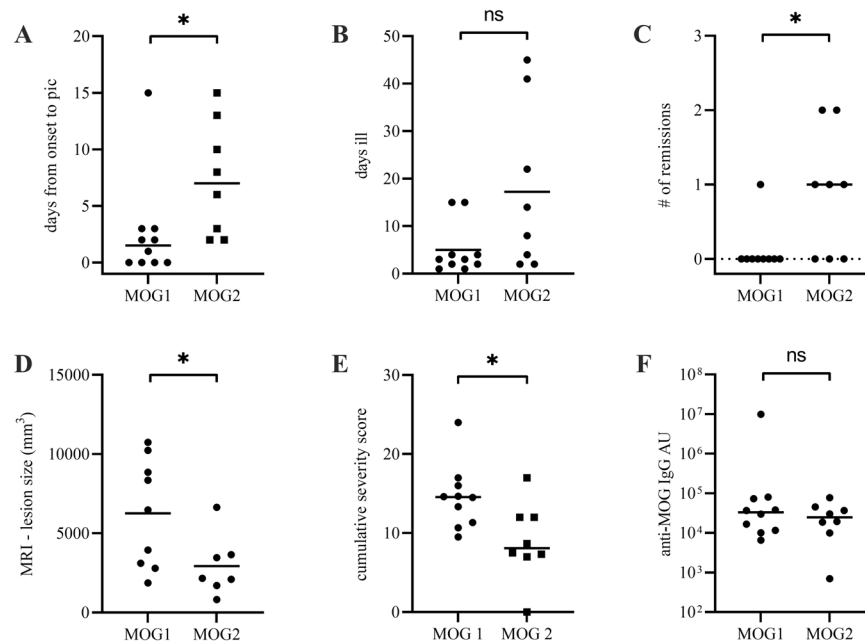 A
*
days from onset to pic
15
10
5
0
MOG1 MOG2
B
ns
days ill
50
40
30
20
10
0
MOG1 MOG2
C
*
# of remissions
3
2
1
0
MOG1 MOG2
D
*
MRI - lesion size (mm³)
15000
10000
5000
0
MOG1 MOG2
E
*
cumulative severity score
30
20
10
0
MOG 1 MOG 2
F
ns
anti-MOG IgG AU
10⁸
10⁷
10⁶
10⁵
10⁴
10³
10²
MOG1 MOG2